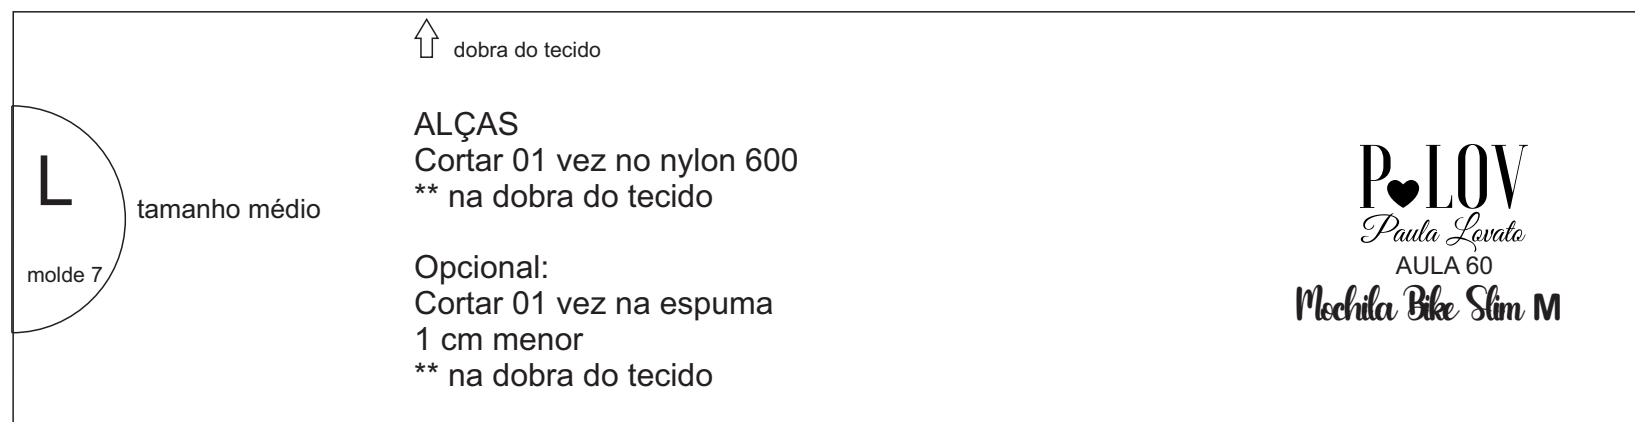 dobra do tecido
ALÇAS
Cortar 01 vez no nylon 600
** na dobra do tecido
L
tamanho médio
molde 7
Opcional:
Cortar 01 vez na espuma
1 cm menor
** na dobra do tecido
P♥LOV
Paula Lovato
AULA 60
Mochila Bike Slim M